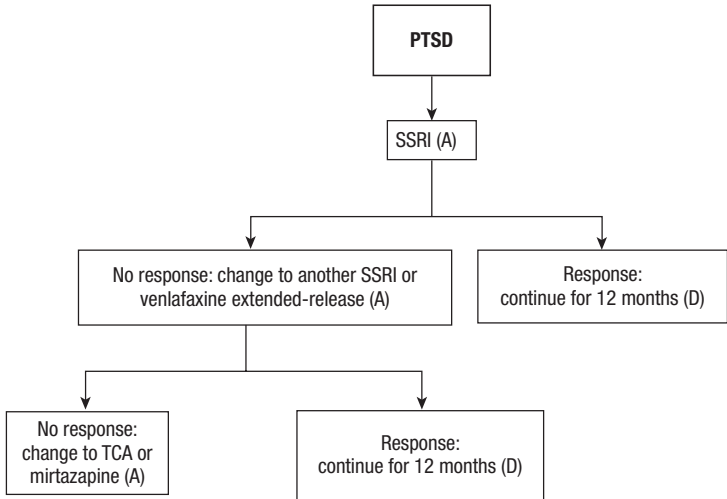 PTSD
SSRI (A)
No response: change to another SSRI or
venlafaxine extended-release (A)
Response:
continue for 12 months (D)
No response:
change to TCA or
mirtazapine (A)
Response:
continue for 12 months (D)